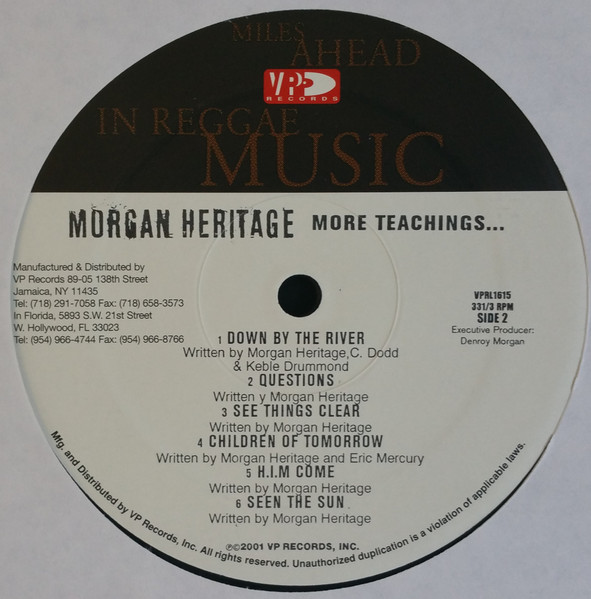 MILES
AHEAD
VP
RECORDS
IN REGGAE
MUSIC
MORGAN HERITAGE MORE TEACHINGS...
Manufactured & Distributed by
VP Records 89-05 138th Street
Jamaica, NY 11435
Tel: (718) 291-7058 Fax: (718) 658-3573
In Florida, 5893 S.W. 21st Street
W. Hollywood, FL 33023
Tel: (954) 966-4744 Fax: (954) 966-8766
VPRL1615
331/3 RPM
SIDE 2
Executive Producer:
Denroy Morgan
1 DOWN BY THE RIVER
Written by Morgan Heritage,C. Dodd
& Keble Drummond
2 QUESTIONS
Written y Morgan Heritage
3 SEE THINGS CLEAR
Written by Morgan Heritage
4 CHILDREN OF TOMORROW
Written by Morgan Heritage and Eric Mercury
5 H.I.M COME
Written by Morgan Heritage
6 SEEN THE SUN
Written by Morgan Heritage
℗©2001 VP RECORDS, INC.
Mfg. and Distributed by VP Records, Inc. All rights reserved. Unauthorized duplication is a violation of applicable laws.